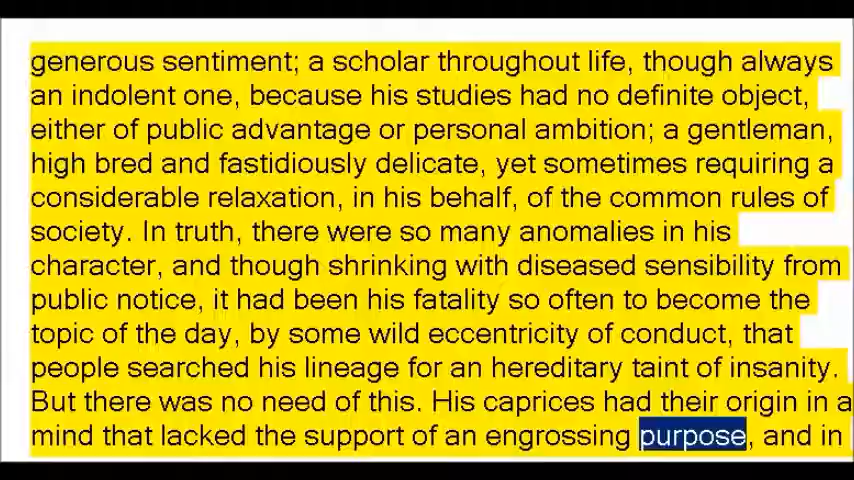 generous sentiment; a scholar throughout life, though always
an indolent one, because his studies had no definite object,
either of public advantage or personal ambition; a gentleman,
high bred and fastidiously delicate, yet sometimes requiring a
considerable relaxation, in his behalf, of the common rules of
society. In truth, there were so many anomalies in his
character, and though shrinking with diseased sensibility from
public notice, it had been his fatality so often to become the
topic of the day, by some wild eccentricity of conduct, that
people searched his lineage for an hereditary taint of insanity.
But there was no need of this. His caprices had their origin in a
mind that lacked the support of an engrossing purpose, and in